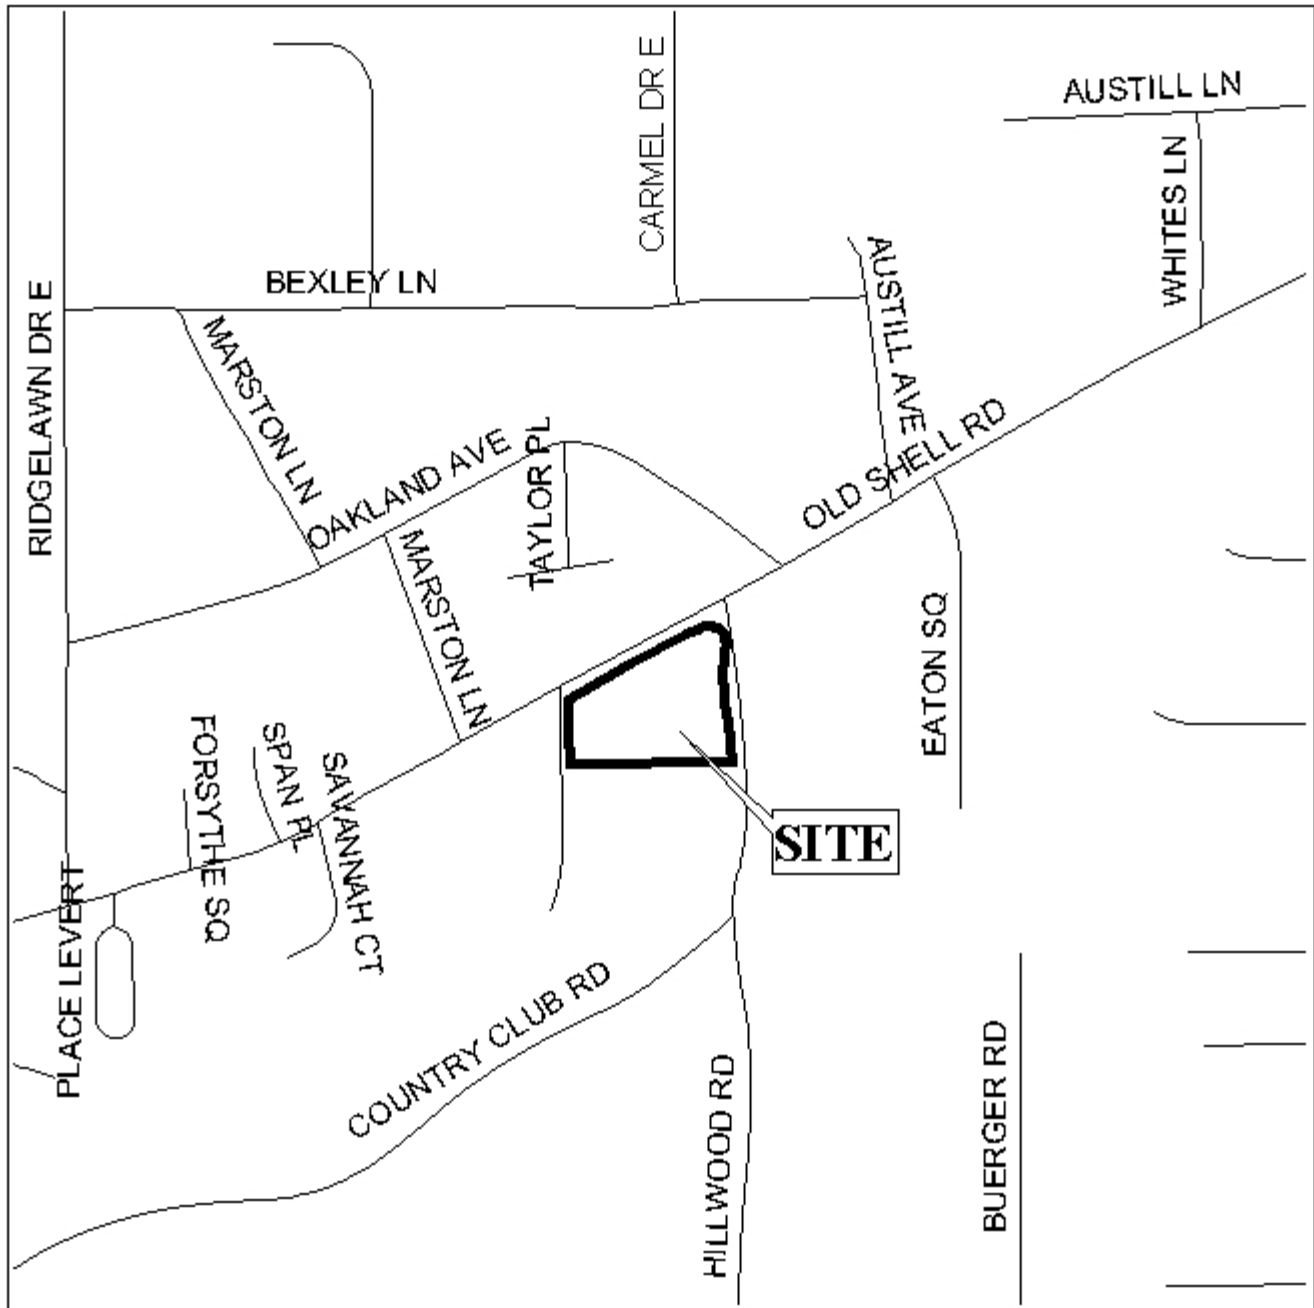 AUSTILL LN
CARMEL DR E
WHITES LN
BEXLEY LN
AUSTILL AVE
RIDGELAWN DR E
MARSTON LN
OAKLAND AVE
TAYLOR PL
OLD SHELL RD
MARSTON LN
EATON SQ
FORSYTHE SQ
SPAN PL
SAVANNAH CT
SITE
PLACE LEVERT
COUNTRY CLUB RD
HILLWOOD RD
BUERGER RD